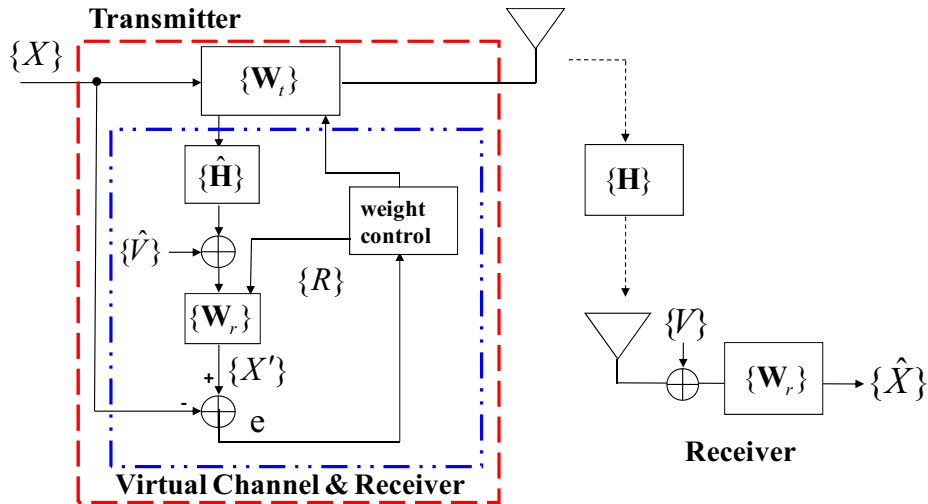 Transmitter
{X}
{W_t}
{Ĥ}
{H}
weight
control
{V̂}
{R}
{W_r}
{X′}
+
-
e
{V}
{W_r}
{X̂}
Receiver
Virtual Channel & Receiver